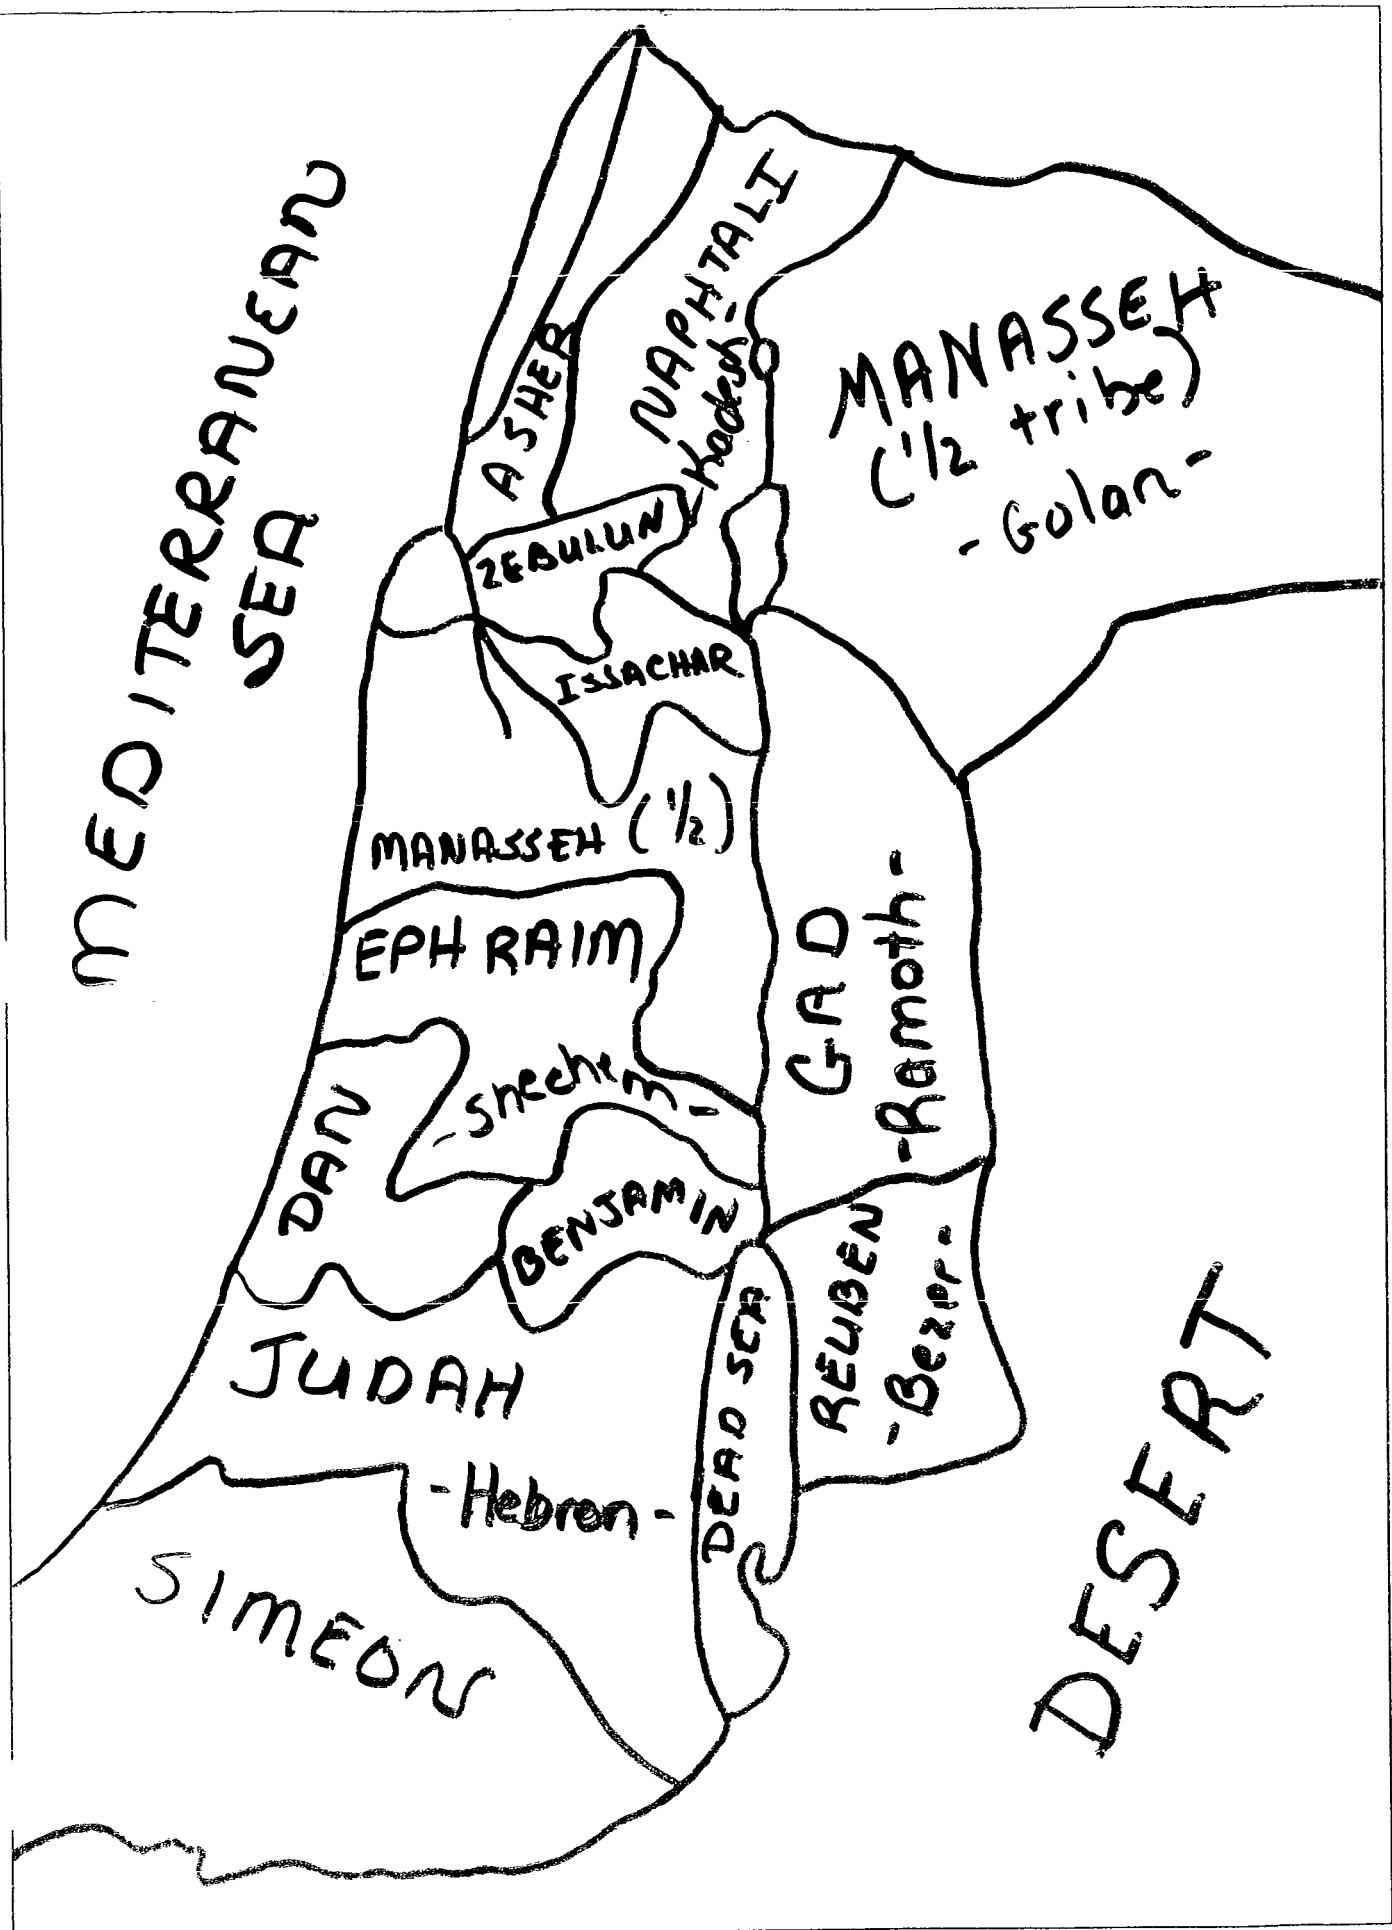 MEDITERRANEAN
SEA
ASHER
NAPHTALI
-Kadesh-
MANASSEH
(1/2 tribe)
-Golan-
ZEBULUN
ISSACHAR
MANASSEH (1/2)
EPHRAIM
-Shechem-
GAD
-Ramoth-
DAN
BENJAMIN
REUBEN
-Bezer-
JUDAH
-Hebron-
DEAD SEA
SIMEON
DESERT